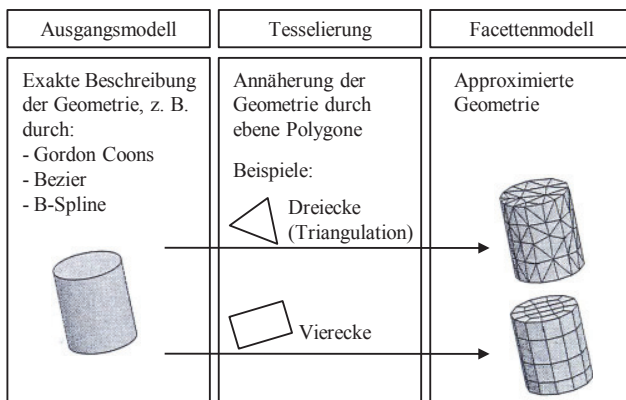 Ausgangsmodell
Tesselierung
Facettenmodell
Exakte Beschreibung
der Geometrie, z. B.
durch:
- Gordon Coons
- Bezier
- B-Spline
Annäherung der
Geometrie durch
ebene Polygone
Beispiele:
Dreiecke
(Triangulation)
Vierecke
Approximierte
Geometrie